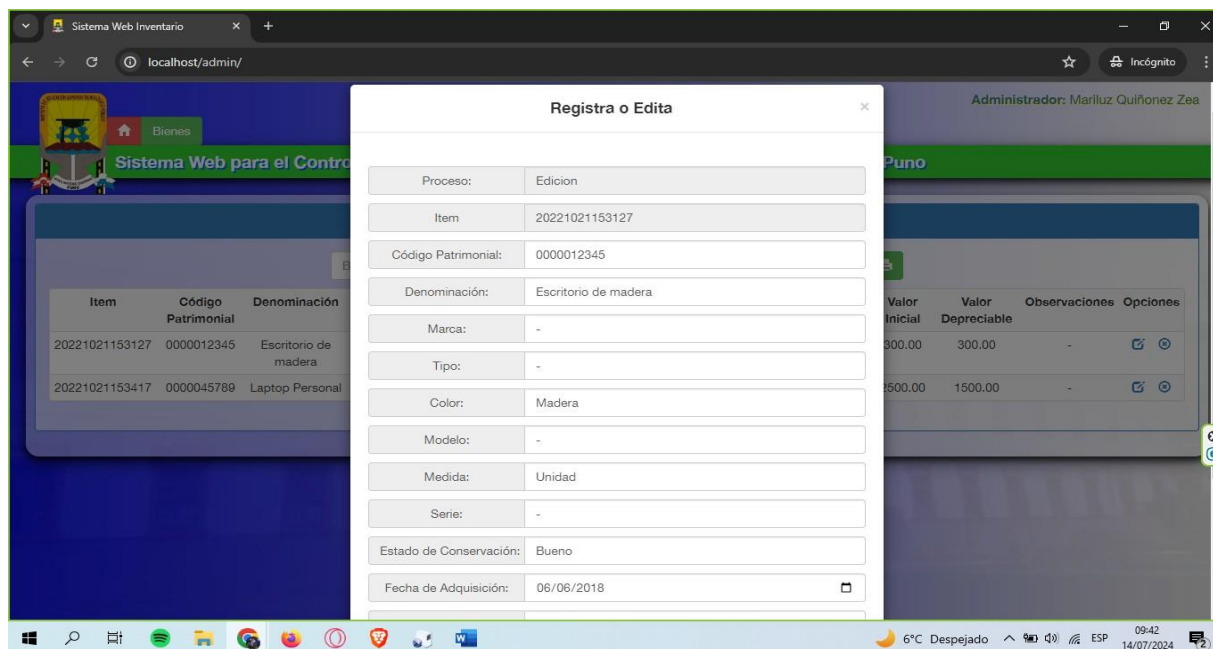 Sistema Web Inventario
localhost/admin/
Incógnito
Administrador: Mariluz Quiñonez Zea
Bienes
Sistema Web para el Contro
Puno
Registra o Edita
Proceso: Edicion
Item 20221021153127
Código Patrimonial: 0000012345
Denominación: Escritorio de madera
Marca: -
Tipo: -
Color: Madera
Modelo: -
Medida: Unidad
Serie: -
Estado de Conservación: Bueno
Fecha de Adquisición: 06/06/2018
Item Código Patrimonial Denominación Valor Inicial Valor Depreciable Observaciones Opciones
20221021153127 0000012345 Escritorio de madera 300.00 300.00 -
20221021153417 0000045789 Laptop Personal 2500.00 1500.00 -
6°C Despejado ESP 09:42
14/07/2024
2